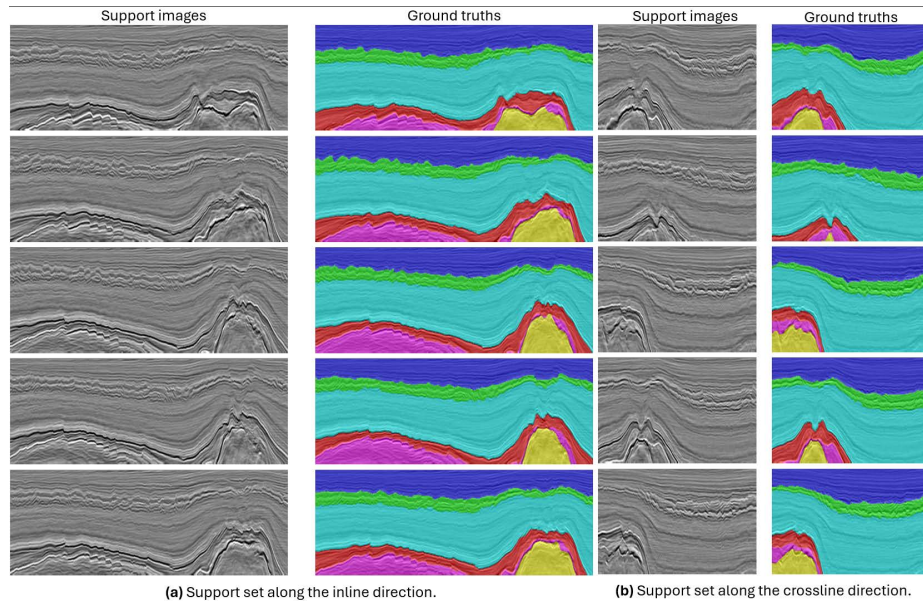 Support images
Ground truths
Support images
Ground truths
(a) Support set along the inline direction.
(b) Support set along the crossline direction.